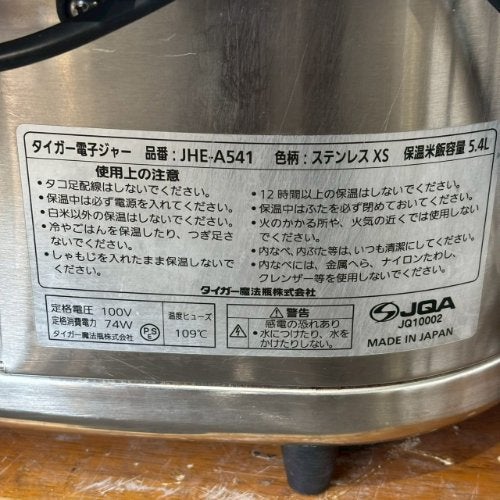 タイガー電子ジャー 品番：JHE-A541 色柄：ステンレス XS 保温米飯容量 5.4L
使用上の注意
・タコ足配線はしないでください。
・保温中は必ず電源を入れてください。
・白米以外の保温はしないでください。
・冷やごはんを保温したり、つぎ足さ
ないでください。
・しゃもじを入れたまま保温しないで
ください。
・12時間以上の保温はしないでください。
・保温中はふたを必ず閉めておいてください。
・火のかかる所や、火気の近くでは使用しない
でください。
・内なべ、内ぶた等は、いつも清潔にしてください。
・内なべには、金属へら、ナイロンたわし、
クレンザー等を使用しないでください。
タイガー魔法瓶株式会社
定格電圧 100V
定格消費電力 74W
タイガー魔法瓶株式会社
PSE
温度ヒューズ
109℃
警告
感電の恐れあり
・水につけたり、水を
かけたりしない。
JQA
JQ10002
MADE IN JAPAN